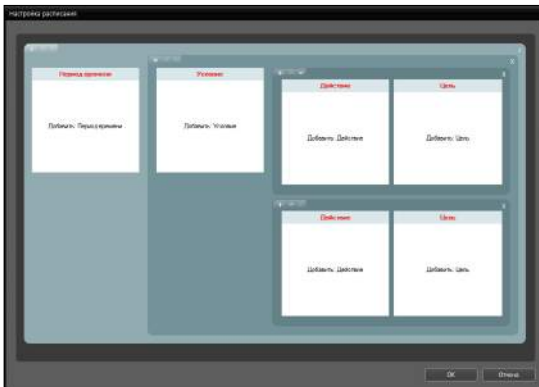 Настройка расписания
Период времени
Условие
Действие
Цель
Добавить: Период времени
Добавить: Условие
Добавить: Действие
Добавить: Цель
Действие
Цель
Добавить: Действие
Добавить: Цель
OK
Отмена